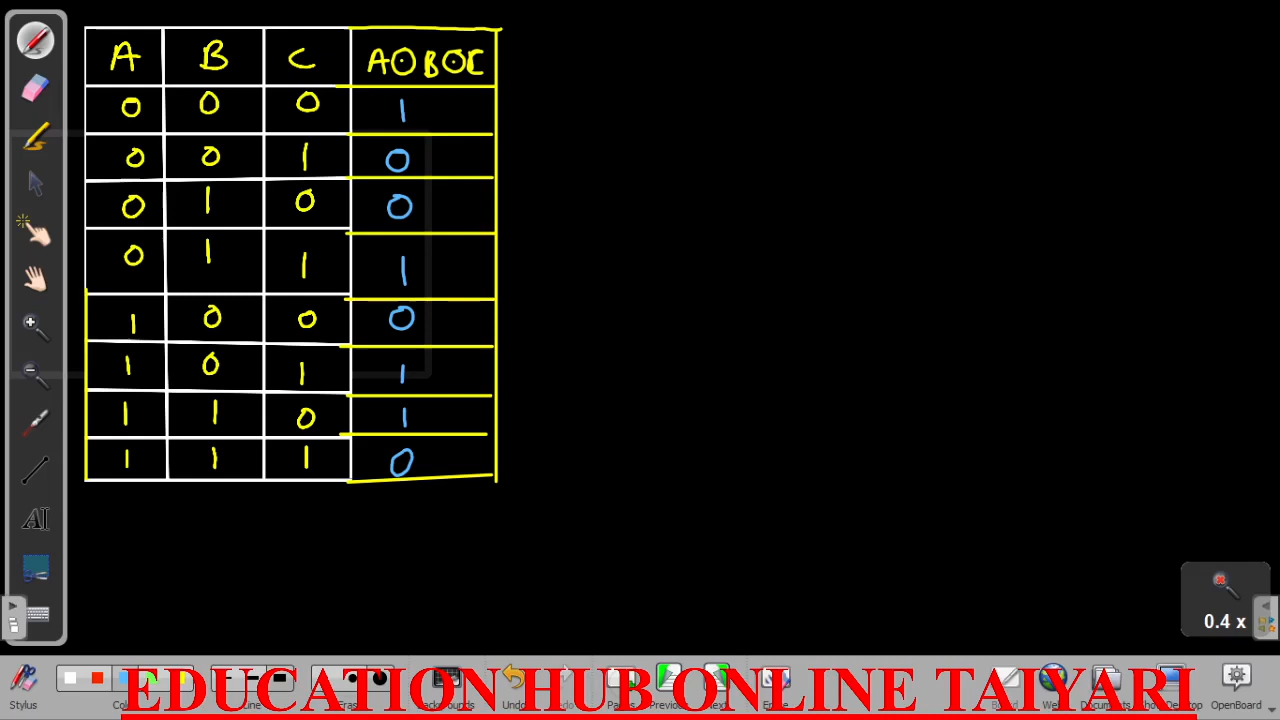 A B C A⊙B⊙C
0 0 0 1
0 0 1 0
0 1 0 0
0 1 1 1
1 0 0 0
1 0 1 1
1 1 0 1
1 1 1 0
AI
0.4 x
EDUCATION HUB ONLINE TAIYARI
Stylus Undo OpenBoard